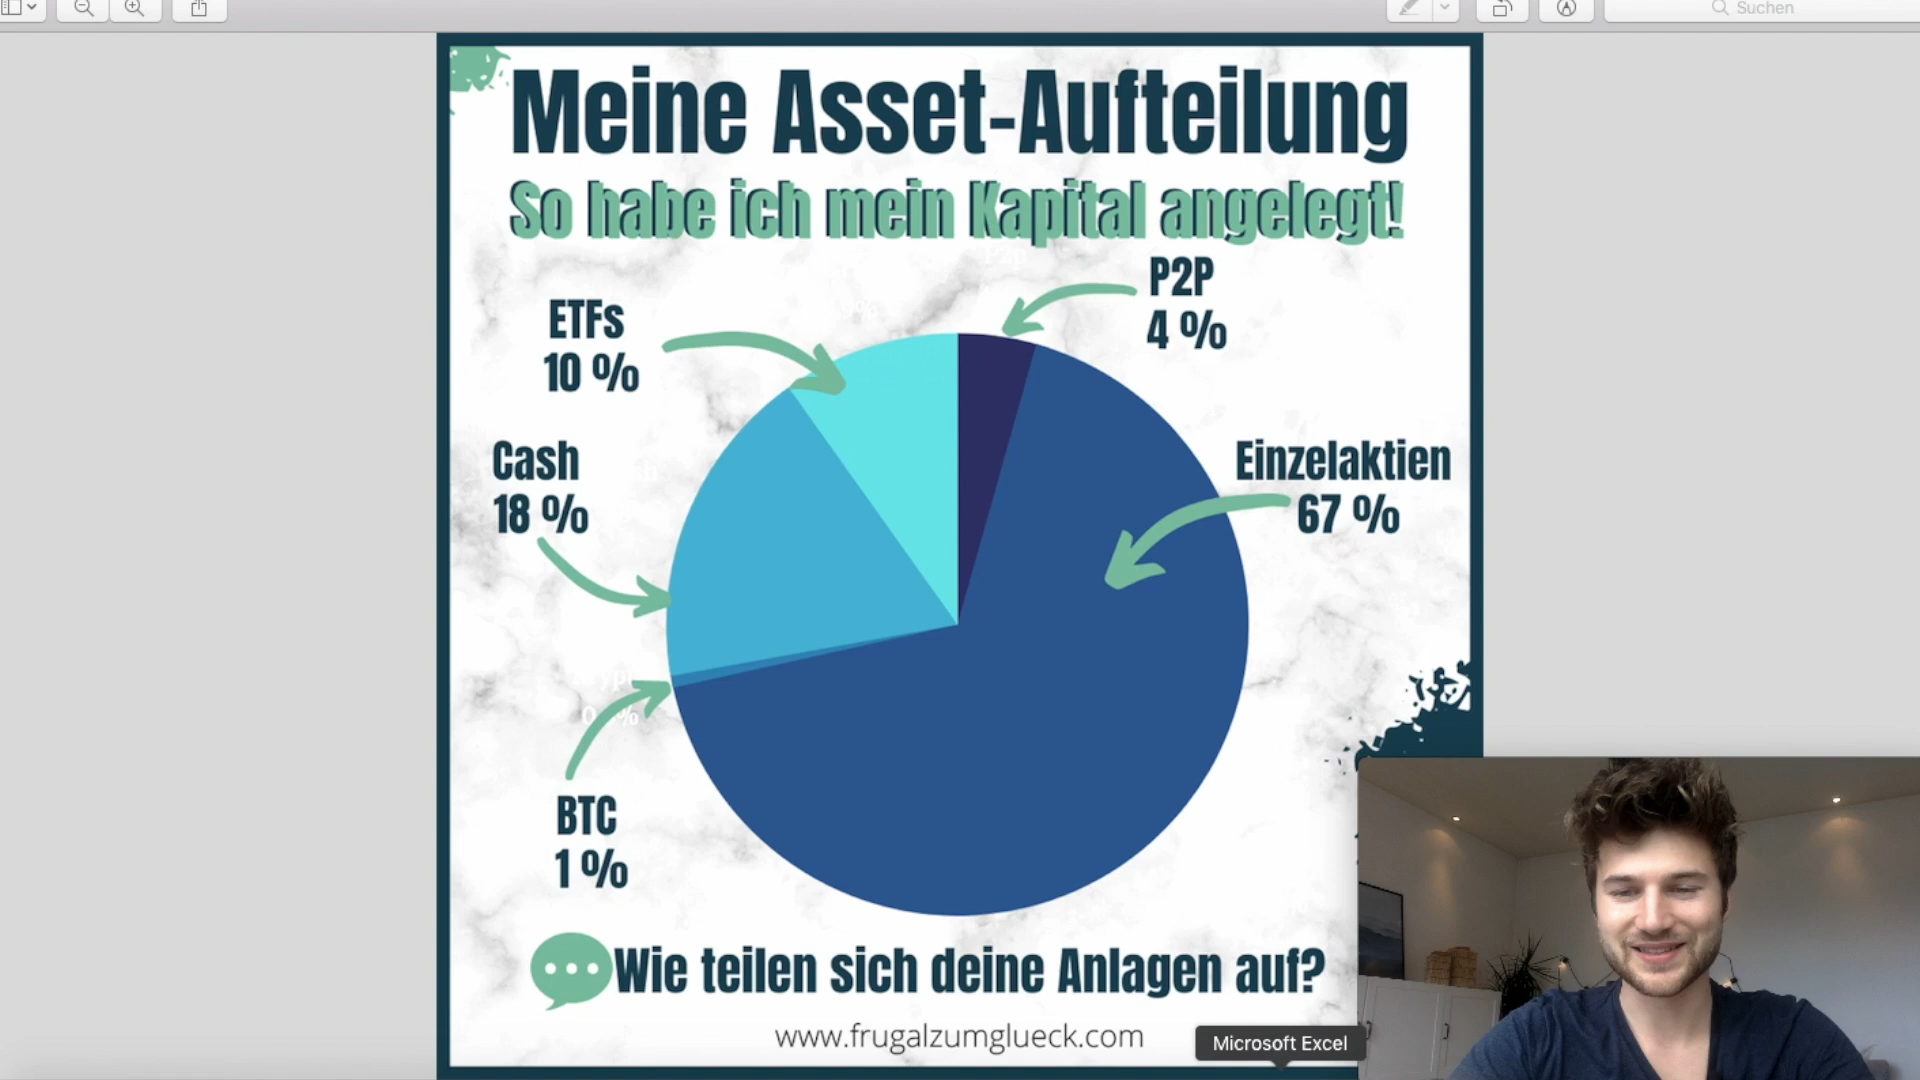 Suchen
Meine Asset-Aufteilung
So habe ich mein Kapital angelegt!
P2P
4 %
ETFs
10 %
Cash
18 %
Einzelaktien
67 %
BTC
1 %
Wie teilen sich deine Anlagen auf?
www.frugalzumglueck.com
Microsoft Excel